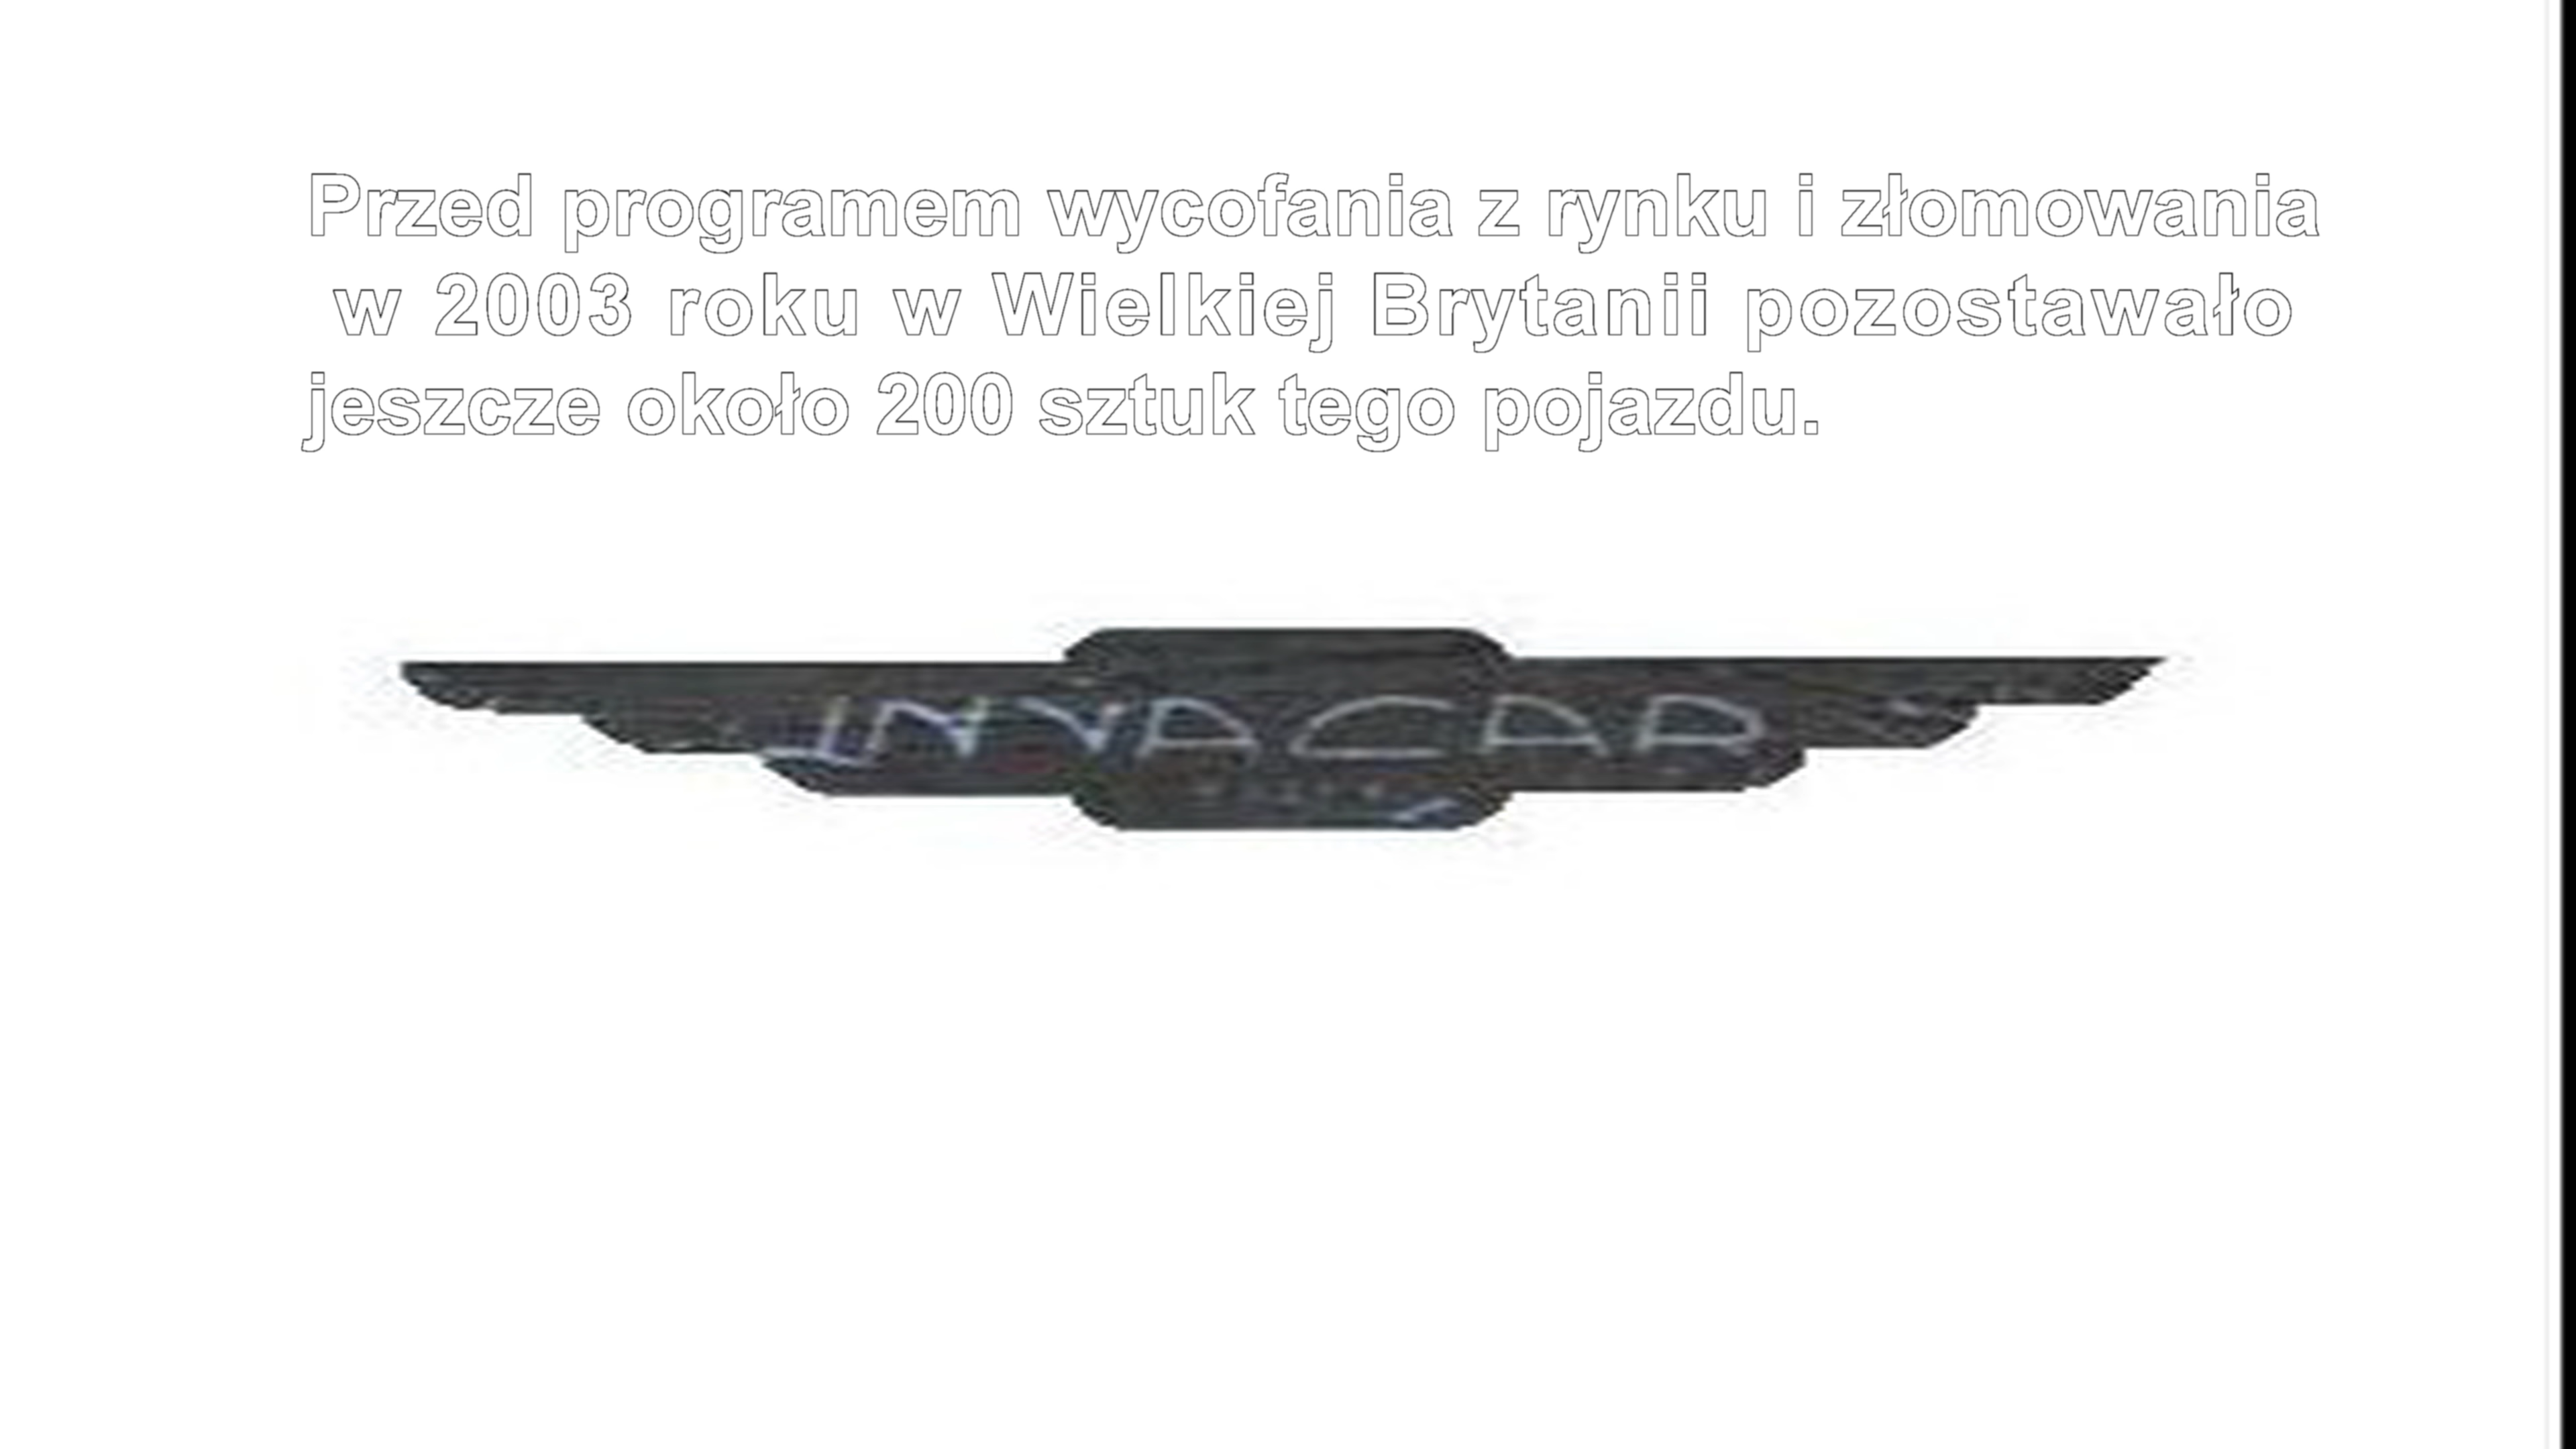 Przed programem wycofania z rynku i złomowania
w 2003 roku w Wielkiej Brytanii pozostawało
jeszcze około 200 sztuk tego pojazdu.
INVACAR